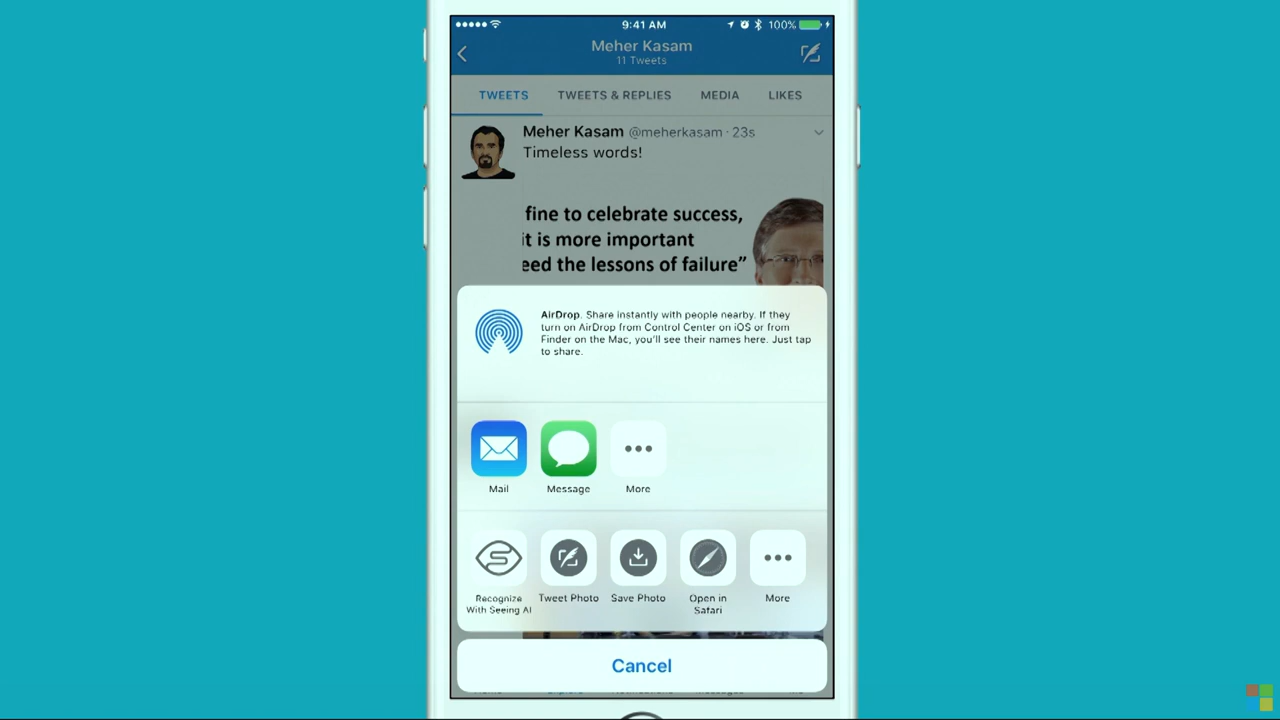 9:41 AM
100%
Meher Kasam
11 Tweets
TWEETS TWEETS & REPLIES MEDIA LIKES
Meher Kasam @meherkasam · 23s
Timeless words!
fine to celebrate success,
it is more important
eed the lessons of failure”
AirDrop. Share instantly with people nearby. If they
turn on AirDrop from Control Center on iOS or from
Finder on the Mac, you'll see their names here. Just tap
to share.
Mail Message More
Recognize
With Seeing AI
Tweet Photo
Save Photo
Open in
Safari
More
Cancel